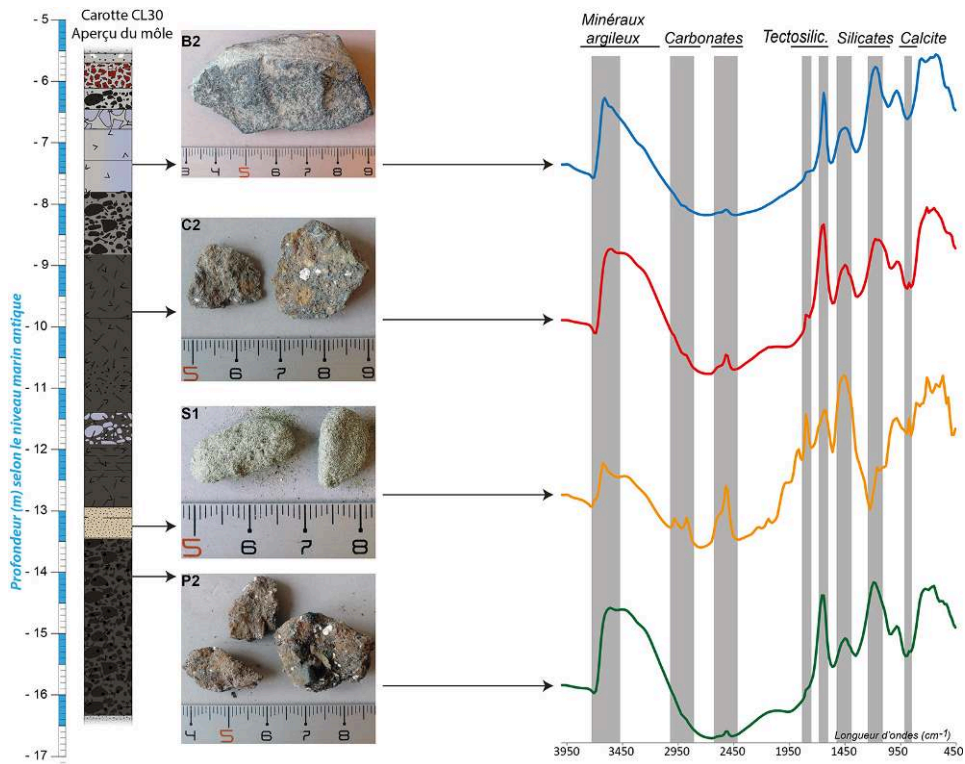 Carotte CL30
Aperçu du môle
Profondeur (m) selon le niveau marin antique
- 5
- 6
- 7
- 8
- 9
- 10
- 11
- 12
- 13
- 14
- 15
- 16
- 17
B2
3 4 5 6 7 8 9
C2
5 6 7 8 9
S1
5 6 7 8
P2
4 5 6 7 8
Minéraux
argileux
Carbonates
Tectosilic.
Silicates
Calcite
Longueur d'ondes (cm-1)
3950 3450 2950 2450 1950 1450 950 450